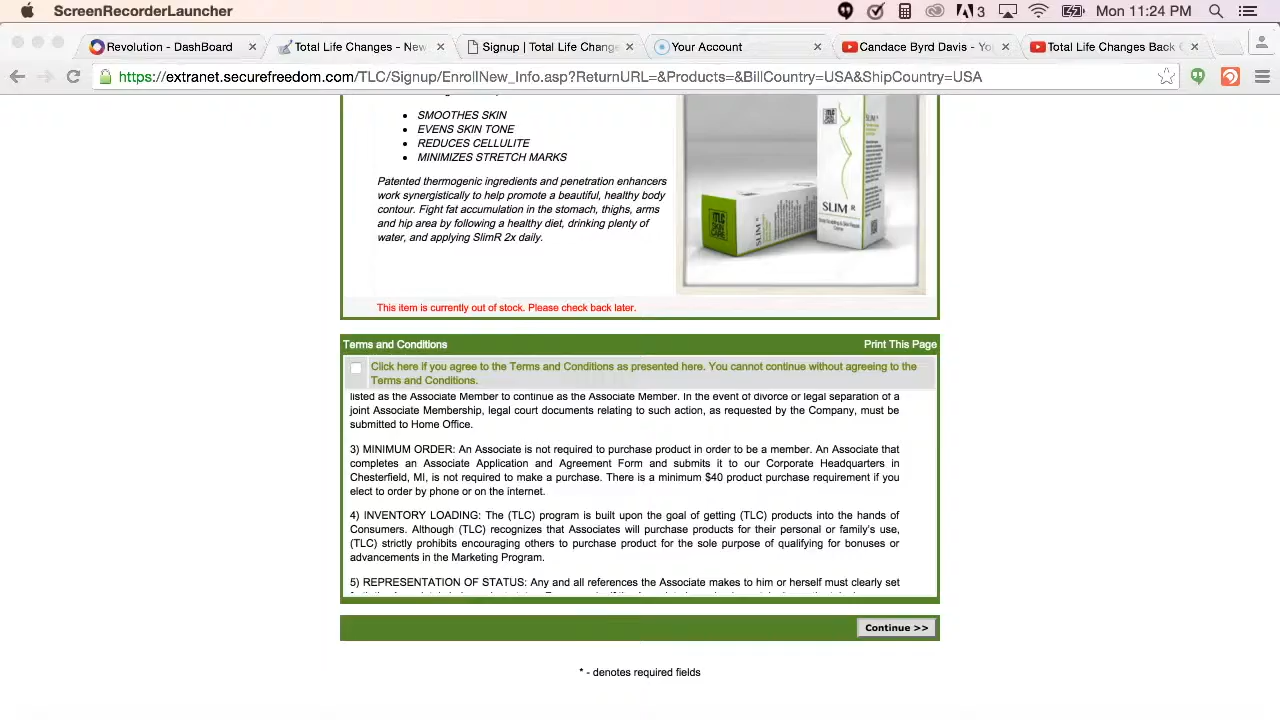 ScreenRecorderLauncher
3
Mon 11:24 PM
Revolution - DashBoard
Total Life Changes - New
Signup | Total Life Change
Your Account
Candace Byrd Davis - Yo
Total Life Changes Back
https://extranet.securefreedom.com/TLC/Signup/EnrollNew_Info.asp?ReturnURL=&Products=&BillCountry=USA&ShipCountry=USA
SMOOTHES SKIN
EVENS SKIN TONE
REDUCES CELLULITE
MINIMIZES STRETCH MARKS
Patented thermogenic ingredients and penetration enhancers
work synergistically to help promote a beautiful, healthy body
contour. Fight fat accumulation in the stomach, thighs, arms
and hip area by following a healthy diet, drinking plenty of
water, and applying SlimR 2x daily.
SLIM R
This item is currently out of stock. Please check back later.
Terms and Conditions
Print This Page
Click here if you agree to the Terms and Conditions as presented here. You cannot continue without agreeing to the
Terms and Conditions.
listed as the Associate Member to continue as the Associate Member. In the event of divorce or legal separation of a
joint Associate Membership, legal court documents relating to such action, as requested by the Company, must be
submitted to Home Office.
3) MINIMUM ORDER: An Associate is not required to purchase product in order to be a member. An Associate that
completes an Associate Application and Agreement Form and submits it to our Corporate Headquarters in
Chesterfield, MI, is not required to make a purchase. There is a minimum $40 product purchase requirement if you
elect to order by phone or on the internet.
4) INVENTORY LOADING: The (TLC) program is built upon the goal of getting (TLC) products into the hands of
Consumers. Although (TLC) recognizes that Associates will purchase products for their personal or family's use,
(TLC) strictly prohibits encouraging others to purchase product for the sole purpose of qualifying for bonuses or
advancements in the Marketing Program.
5) REPRESENTATION OF STATUS: Any and all references the Associate makes to him or herself must clearly set
Continue >>
* - denotes required fields